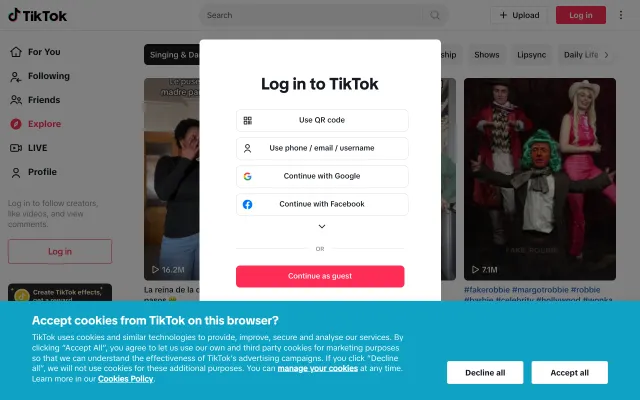 TikTok
Search
Upload
Log in
For You
Following
Friends
Explore
LIVE
Profile
Log in to follow creators,
like videos, and view
comments.
Log in
Create TikTok effects,
get a reward
Singing & Da
ship
Shows
Lipsync
Daily Life
Log in to TikTok
Use QR code
Use phone / email / username
Continue with Google
Continue with Facebook
OR
Continue as guest
Le puse
madre pa
16.2M
La reina de la
7.1M
#fakerobbie #margotrobbie #robbie
#barbie #celebrity #hollywood #wonka
Accept cookies from TikTok on this browser?
TikTok uses cookies and similar technologies to provide, improve, secure and analyse our services. By
clicking “Accept All”, you agree to let us use our own and third party cookies for marketing purposes
so that we can understand the effectiveness of TikTok's advertising campaigns. If you click “Decline
all”, we will not use cookies for these additional purposes. You can manage your cookies at any time.
Learn more in our Cookies Policy.
Decline all
Accept all